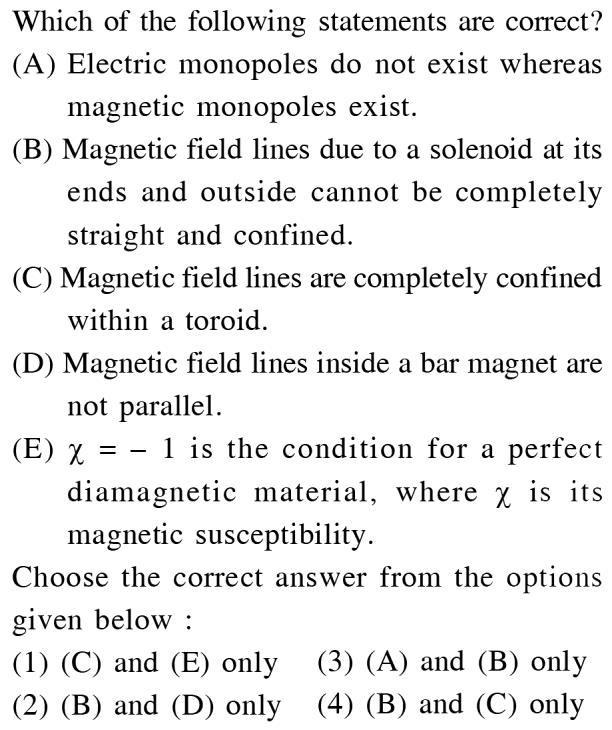 Which of the following statements are correct?
(A) Electric monopoles do not exist whereas
magnetic monopoles exist.
(B) Magnetic field lines due to a solenoid at its
ends and outside cannot be completely
straight and confined.
(C) Magnetic field lines are completely confined
within a toroid.
(D) Magnetic field lines inside a bar magnet are
not parallel.
(E) χ = – 1 is the condition for a perfect
diamagnetic material, where χ is its
magnetic susceptibility.
Choose the correct answer from the options
given below :
(1) (C) and (E) only (3) (A) and (B) only
(2) (B) and (D) only (4) (B) and (C) only